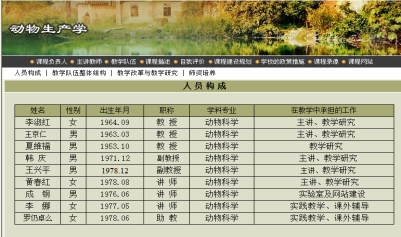 动物生产学
课程负责人 主讲教师 教学队伍 课程描述 自我评价 课程建设规划 学校的政策措施 课程录像 课程网站
人员构成 | 教学队伍整体结构 | 教学改革与教学研究 | 师资培养
人员构成
姓名 性别 出生年月 职称 学科专业 在教学中承担的工作
李淑红 女 1964.09 教 授 动物科学 主讲、教学研究
王京仁 男 1963.03 教 授 动物科学 主讲、教学研究
夏维福 男 1953.10 教 授 动物科学 教学研究
韩 庆 男 1971.12 副教授 动物科学 主讲、教学研究
王兴平 男 1978.12 副教授 动物科学 主讲、教学研究
黄春红 女 1978.08 讲 师 动物科学 主讲、教学研究
成 钢 男 1976.06 讲 师 动物科学 实验室及网站建设
李 娜 女 1977.05 讲 师 动物科学 实践教学、课外辅导
罗仍卓么 女 1978.06 助 教 动物科学 实践教学、课外辅导